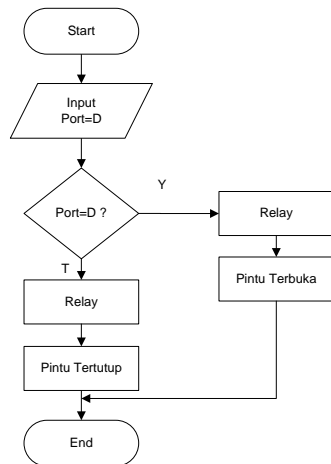 Start
Input
Port=D
Port=D ?
Y
Relay
Pintu Terbuka
T
Relay
Pintu Tertutup
End